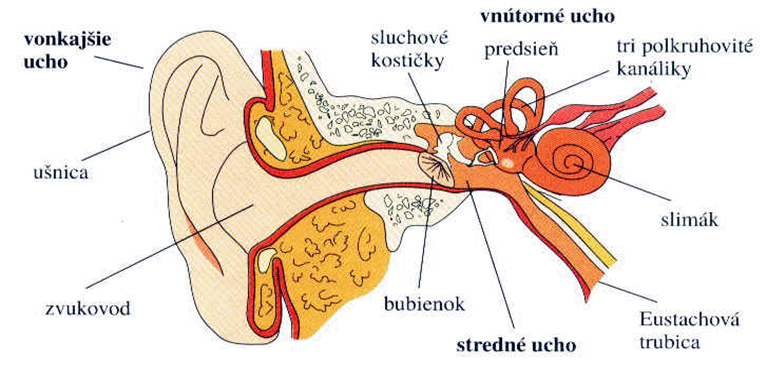 vonkajšie
ucho
ušnica
zvukovod
sluchové
kostičky
vnútorné ucho
predsieň
tri polkruhovité
kanáliky
slimák
bubienok
stredné ucho
Eustachová
trubica